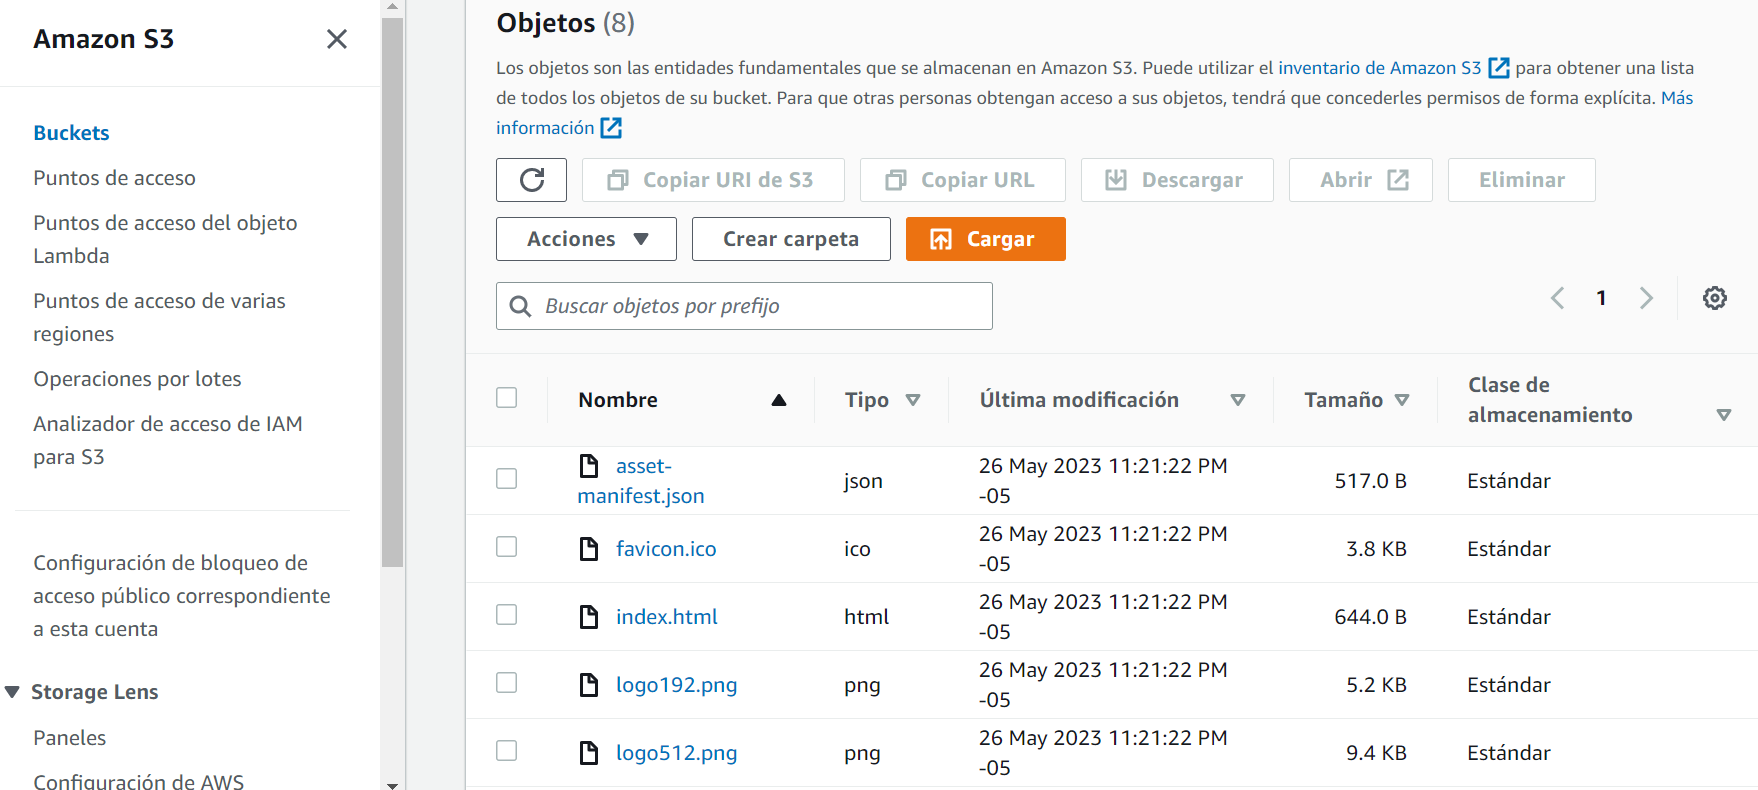 Amazon S3
Buckets
Puntos de acceso
Puntos de acceso del objeto
Lambda
Puntos de acceso de varias
regiones
Operaciones por lotes
Analizador de acceso de IAM
para S3
Configuración de bloqueo de
acceso público correspondiente
a esta cuenta
Storage Lens
Paneles
Configuración de AWS
Objetos (8)
Los objetos son las entidades fundamentales que se almacenan en Amazon S3. Puede utilizar el inventario de Amazon S3 para obtener una lista
de todos los objetos de su bucket. Para que otras personas obtengan acceso a sus objetos, tendrá que concederles permisos de forma explícita. Más
información
Copiar URI de S3 Copiar URL Descargar Abrir Eliminar
Acciones Crear carpeta Cargar
Buscar objetos por prefijo
1
Nombre Tipo Última modificación Tamaño Clase de
almacenamiento
asset-
manifest.json json 26 May 2023 11:21:22 PM
-05 517.0 B Estándar
favicon.ico ico 26 May 2023 11:21:22 PM
-05 3.8 KB Estándar
index.html html 26 May 2023 11:21:22 PM
-05 644.0 B Estándar
logo192.png png 26 May 2023 11:21:22 PM
-05 5.2 KB Estándar
logo512.png png 26 May 2023 11:21:22 PM
-05 9.4 KB Estándar